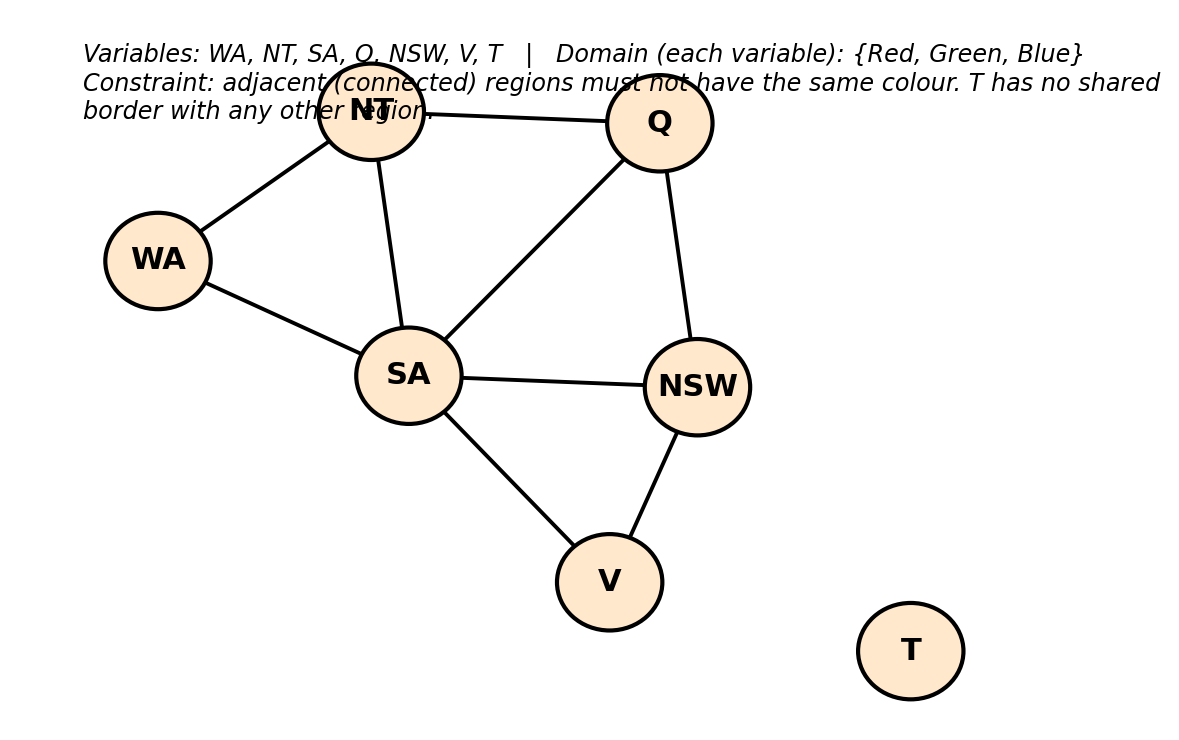 Variables: WA, NT, SA, Q, NSW, V, T | Domain (each variable): {Red, Green, Blue}
Constraint: adjacent (connected) regions must not have the same colour. T has no shared
border with any other region.
NT
Q
WA
SA
NSW
V
T